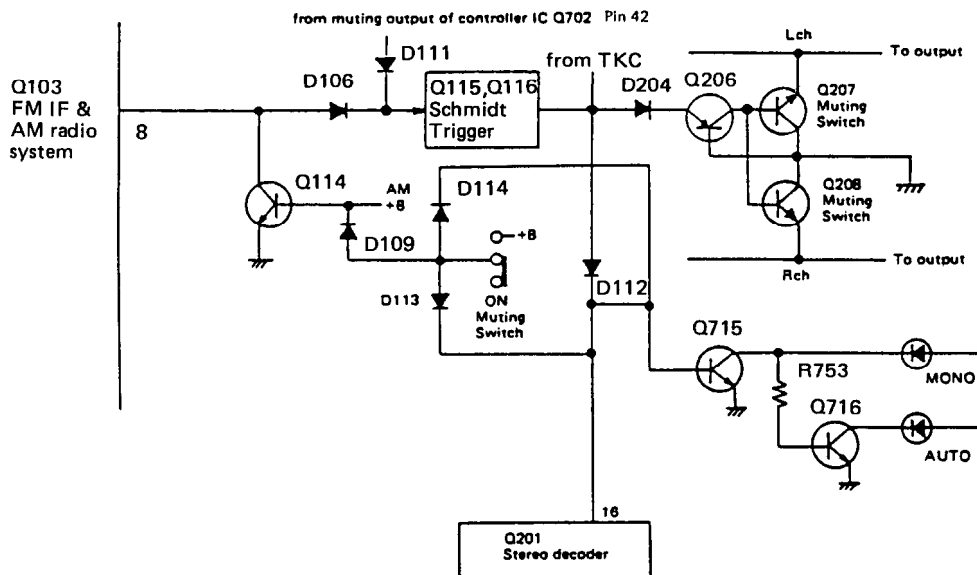 from muting output of controller IC Q702 Pin 42
D111
from TKC
Lch
To output
Q103
FM IF &
AM radio
system
8
D106
Q115,Q116
Schmidt
Trigger
D204
Q206
Q207
Muting
Switch
Q114
AM
+B
D114
Q208
Muting
Switch
D109
+B
D113
ON
Muting
Switch
D112
Rch
To output
Q715
R753
MONO
Q716
AUTO
16
Q201
Stereo decoder